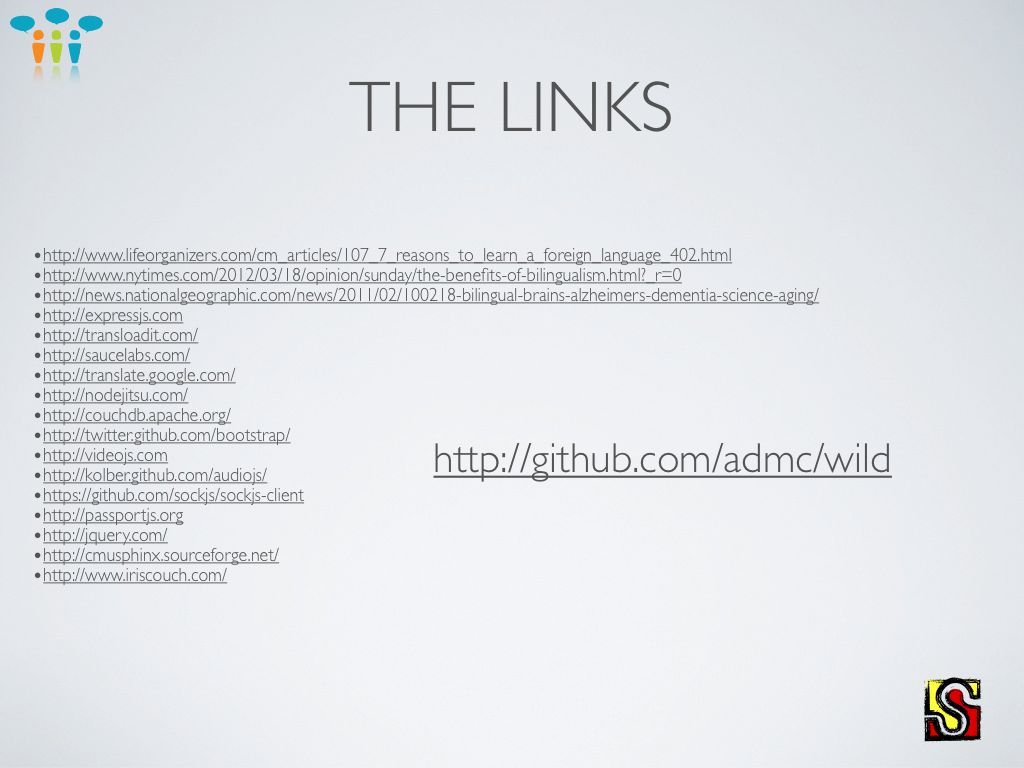 THE LINKS
•http://www.lifeorganizers.com/cm_articles/107_7_reasons_to_learn_a_foreign_language_402.html
•http://www.nytimes.com/2012/03/18/opinion/sunday/the-benefits-of-bilingualism.html?_r=0
•http://news.nationalgeographic.com/news/2011/02/100218-bilingual-brains-alzheimers-dementia-science-aging/
•http://expressjs.com
•http://transloadit.com/
•http://saucelabs.com/
•http://translate.google.com/
•http://nodejitsu.com/
•http://couchdb.apache.org/
•http://twitter.github.com/bootstrap/
•http://videojs.com
•http://kolber.github.com/audiojs/
•https://github.com/sockjs/sockjs-client
•http://passportjs.org
•http://jquery.com/
•http://cmusphinx.sourceforge.net/
•http://www.iriscouch.com/
http://github.com/admc/wild
S